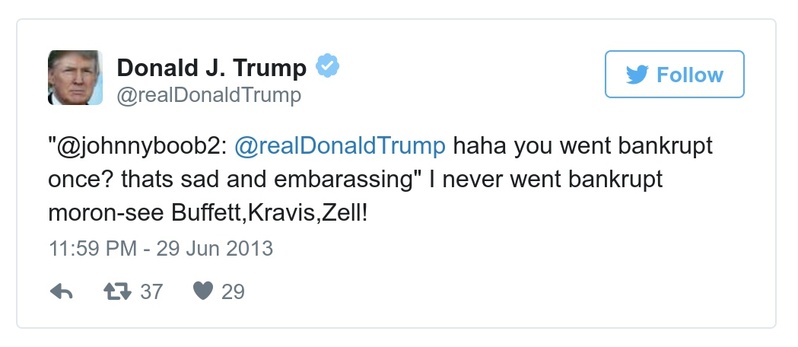 Donald J. Trump
@realDonaldTrump
Follow
"@johnnyboob2: @realDonaldTrump haha you went bankrupt
once? thats sad and embarassing" I never went bankrupt
moron-see Buffett,Kravis,Zell!
11:59 PM - 29 Jun 2013
37 29